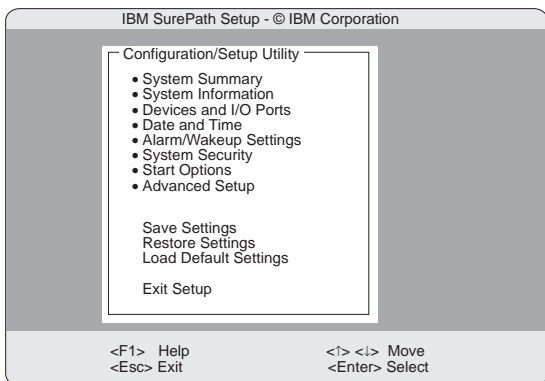 IBM SurePath Setup - © IBM Corporation
Configuration/Setup Utility
• System Summary
• System Information
• Devices and I/O Ports
• Date and Time
• Alarm/Wakeup Settings
• System Security
• Start Options
• Advanced Setup
Save Settings
Restore Settings
Load Default Settings
Exit Setup
<F1> Help <↑> <↓> Move
<Esc> Exit <Enter> Select